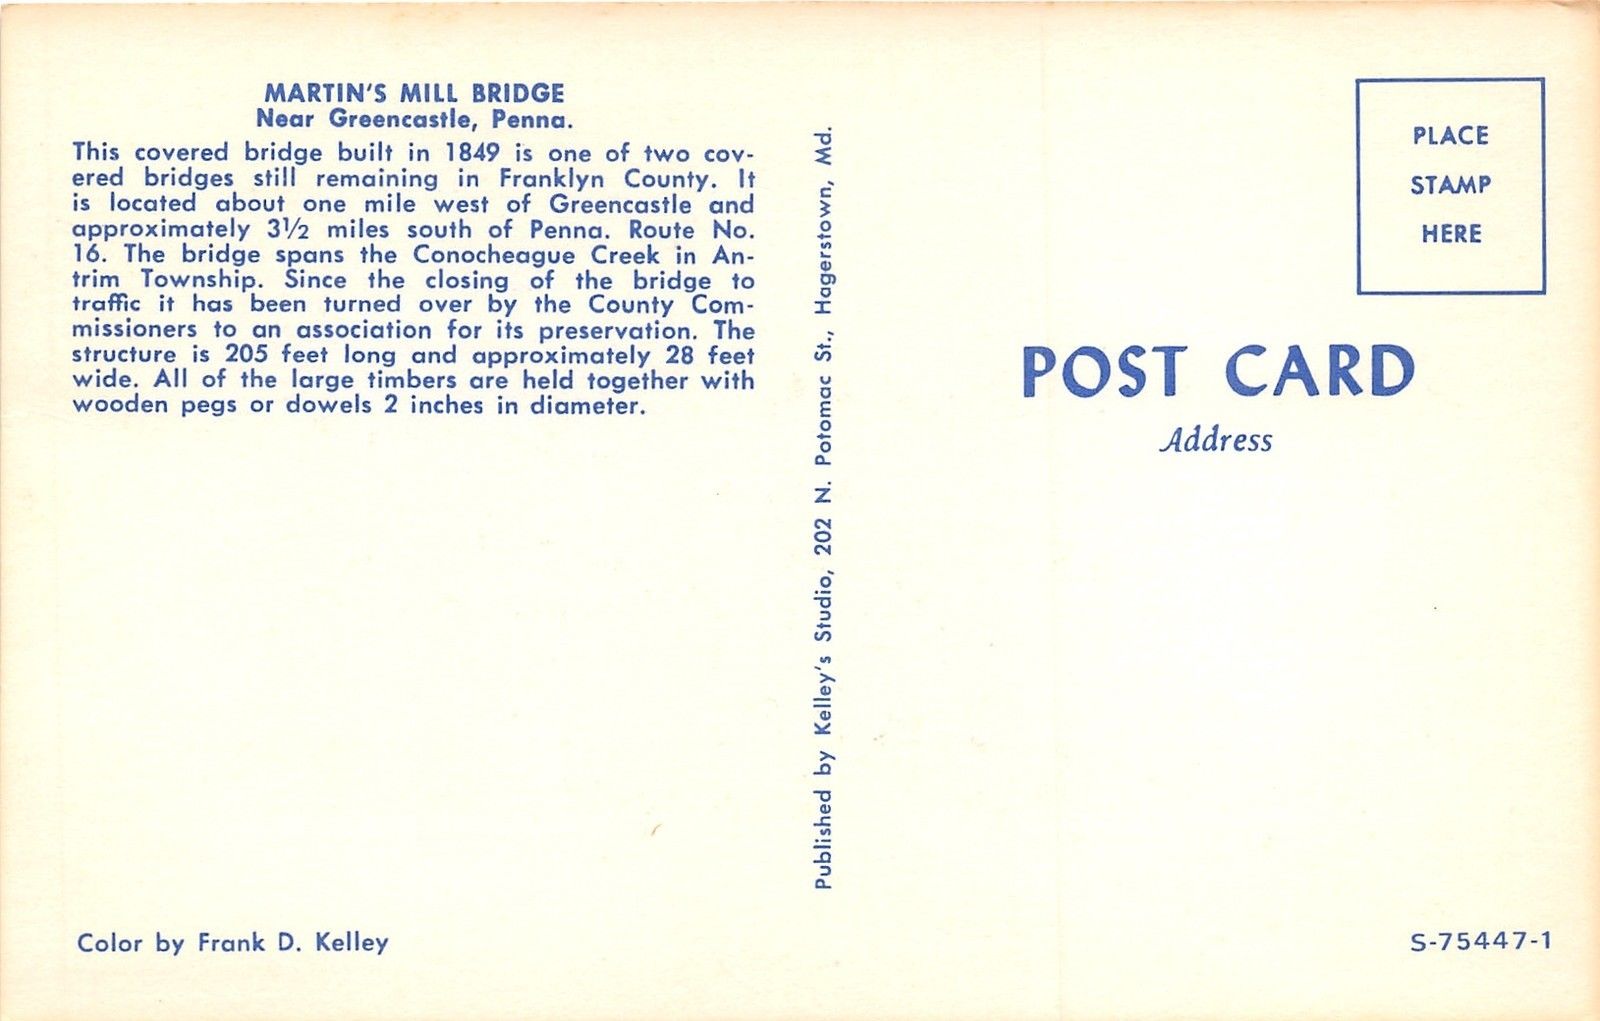 MARTIN'S MILL BRIDGE
Near Greencastle, Penna.
This covered bridge built in 1849 is one of two cov-
ered bridges still remaining in Franklyn County. It
is located about one mile west of Greencastle and
approximately 3½ miles south of Penna. Route No.
16. The bridge spans the Conocheague Creek in An-
trim Township. Since the closing of the bridge to
traffic it has been turned over by the County Com-
missioners to an association for its preservation. The
structure is 205 feet long and approximately 28 feet
wide. All of the large timbers are held together with
wooden pegs or dowels 2 inches in diameter.
Color by Frank D. Kelley
Published by Kelley's Studio, 202 N. Potomac St., Hagerstown, Md.
PLACE
STAMP
HERE
POST CARD
Address
S-75447-1